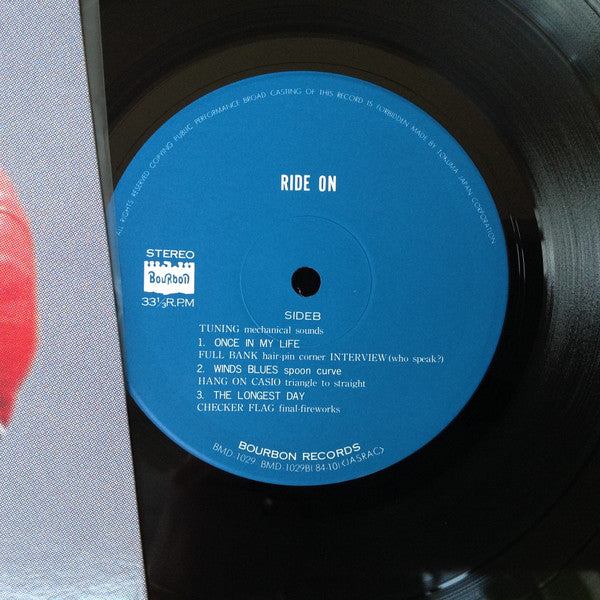 ALL RIGHTS RESERVED COPYING PUBLIC PERFORMANCE BROAD CASTING OF THIS RECORD IS FORBIDDEN MADE BY TOKUMA JAPAN CORPORATION
RIDE ON
STEREO
BouRboN
33⅓R.P.M
SIDEB
TUNING mechanical sounds
1. ONCE IN MY LIFE
FULL BANK hair-pin corner INTERVIEW (who speak?)
2. WINDS BLUES spoon curve
HANG ON CASIO triangle to straight
3. THE LONGEST DAY
CHECKER FLAG final-fireworks
BOURBON RECORDS
BMD-1029 BMD-1029B(84·10)(JASRAC)